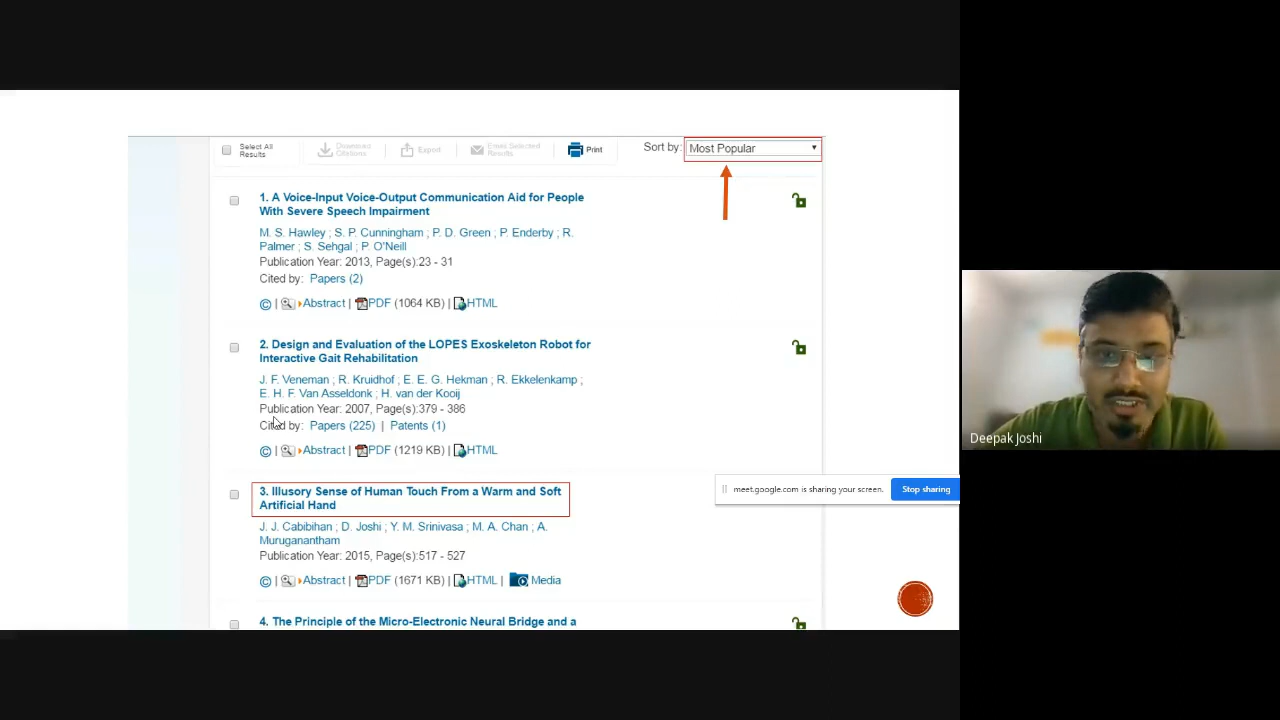 Select All
Results
Download
Citations
Export
Email Selected
Results
Print
Sort by:
Most Popular
1. A Voice-Input Voice-Output Communication Aid for People
With Severe Speech Impairment
M. S. Hawley ; S. P. Cunningham ; P. D. Green ; P. Enderby ; R.
Palmer ; S. Sehgal ; P. O'Neill
Publication Year: 2013, Page(s):23 - 31
Cited by: Papers (2)
© | Abstract | PDF (1064 KB) | HTML
2. Design and Evaluation of the LOPES Exoskeleton Robot for
Interactive Gait Rehabilitation
J. F. Veneman ; R. Kruidhof ; E. E. G. Hekman ; R. Ekkelenkamp ;
E. H. F. Van Asseldonk ; H. van der Kooij
Publication Year: 2007, Page(s):379 - 386
Cited by: Papers (225) | Patents (1)
© | Abstract | PDF (1219 KB) | HTML
3. Illusory Sense of Human Touch From a Warm and Soft
Artificial Hand
J. J. Cabibihan ; D. Joshi ; Y. M. Srinivasa ; M. A. Chan ; A.
Muruganantham
Publication Year: 2015, Page(s):517 - 527
© | Abstract | PDF (1671 KB) | HTML | Media
4. The Principle of the Micro-Electronic Neural Bridge and a
meet.google.com is sharing your screen.
Stop sharing
Deepak Joshi